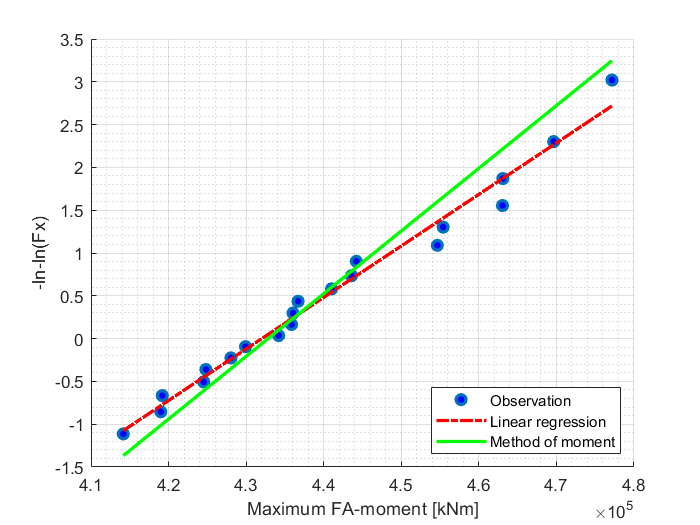 3.5
3
2.5
2
1.5
1
0.5
0
-0.5
-1
-1.5
-ln-ln(Fx)
Observation
Linear regression
Method of moment
4.1 4.2 4.3 4.4 4.5 4.6 4.7 4.8
Maximum FA-moment [kNm]
×10⁵